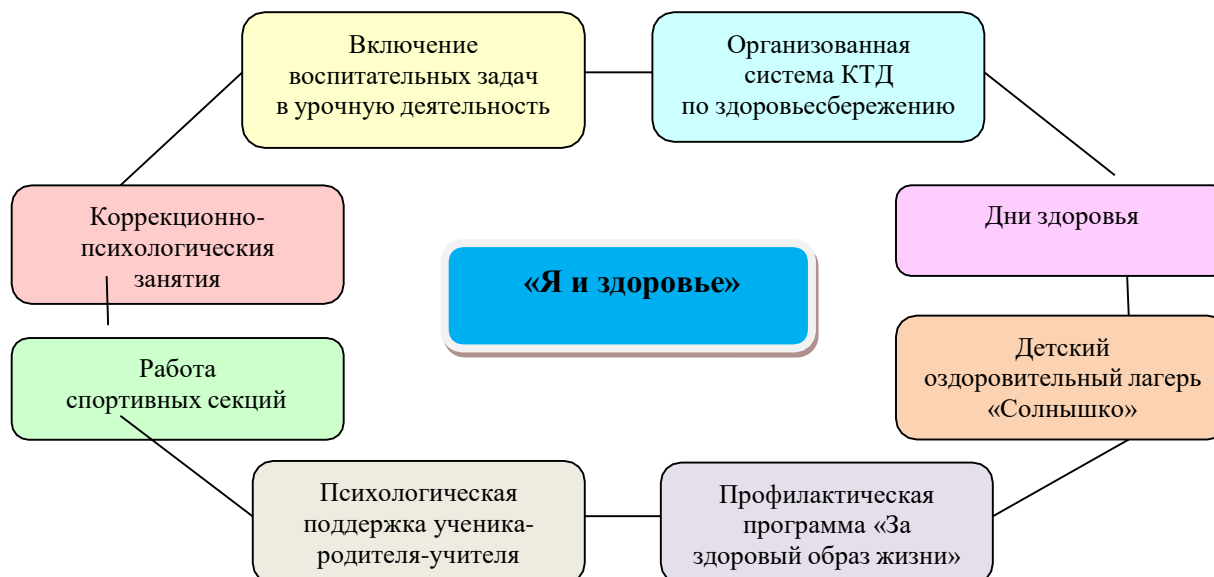 Включение
воспитательных задач
в урочную деятельность
Организованная
система КТД
по здоровьесбережению
Коррекционно-
психологические
занятия
Дни здоровья
«Я и здоровье»
Работа
спортивных секций
Детский
оздоровительный лагерь
«Солнышко»
Психологическая
поддержка ученика-
родителя-учителя
Профилактическая
программа «За
здоровый образ жизни»